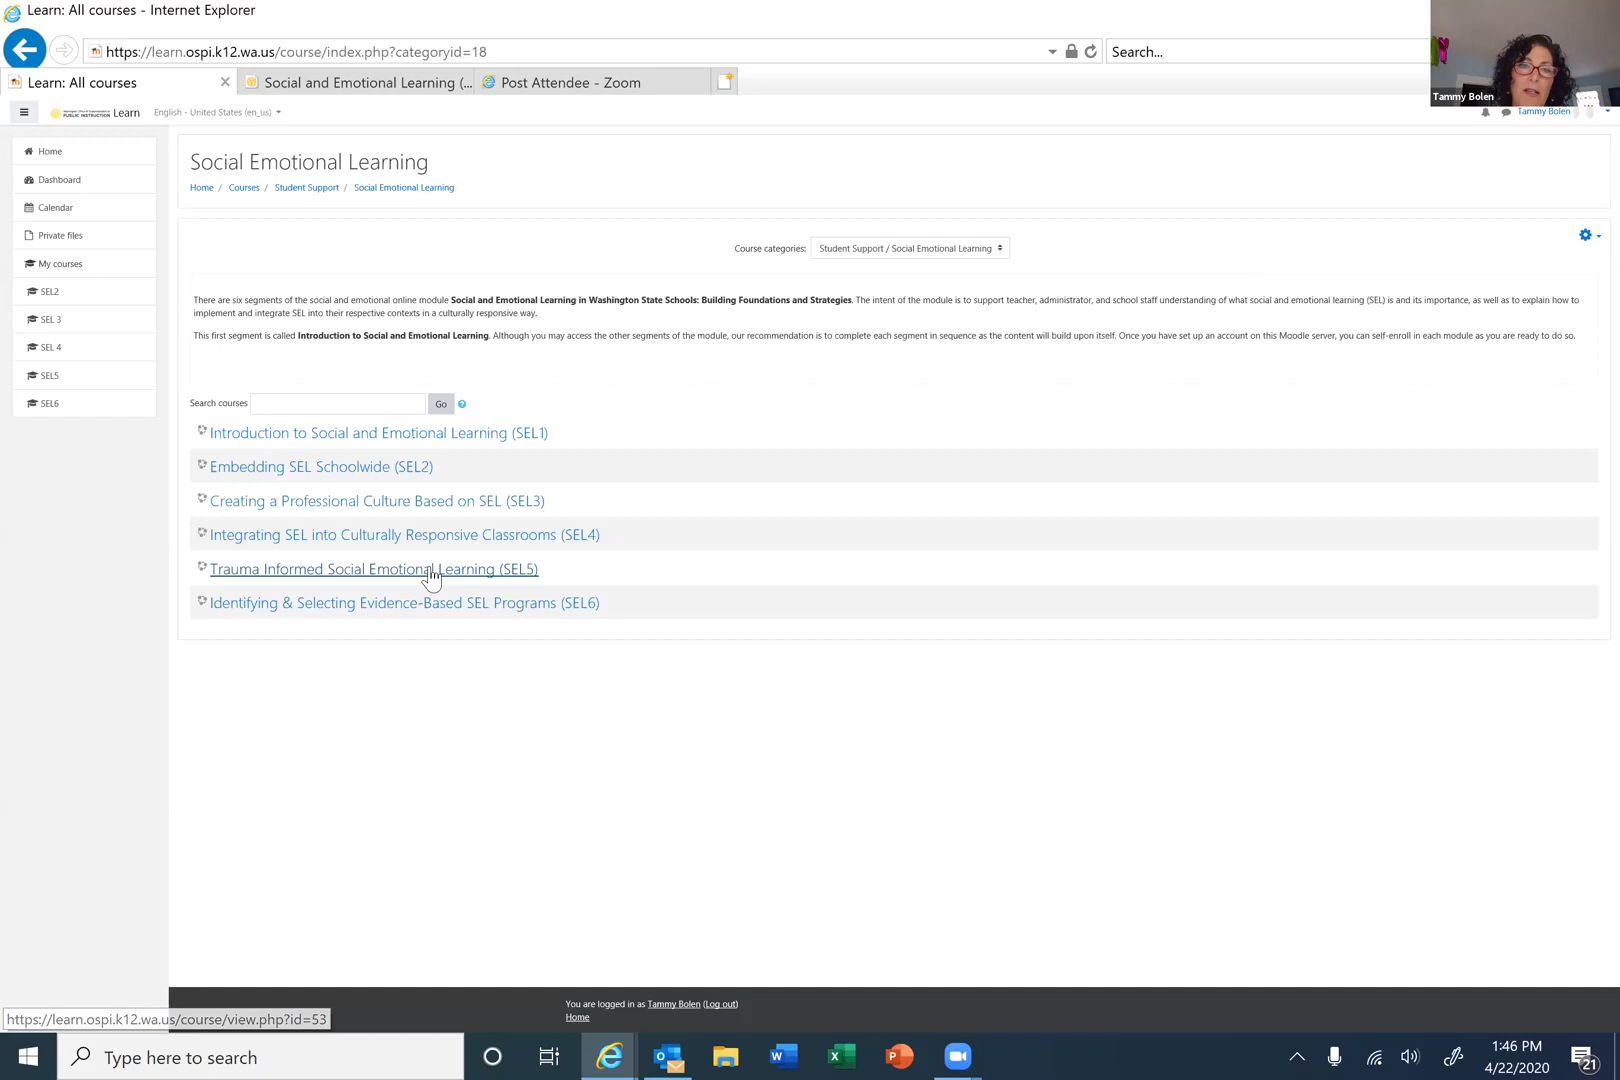 Learn: All courses - Internet Explorer
https://learn.ospi.k12.wa.us/course/index.php?categoryid=18
Search...
Learn: All courses
Social and Emotional Learning (...
Post Attendee - Zoom
Tammy Bolen
PUBLIC INSTRUCTION Learn
English - United States (en_us)
Tammy Bolen
Home
Dashboard
Calendar
Private files
My courses
SEL2
SEL 3
SEL 4
SEL5
SEL6
Social Emotional Learning
Home / Courses / Student Support / Social Emotional Learning
Course categories: Student Support / Social Emotional Learning
There are six segments of the social and emotional online module Social and Emotional Learning in Washington State Schools: Building Foundations and Strategies. The intent of the module is to support teacher, administrator, and school staff understanding of what social and emotional learning (SEL) is and its importance, as well as to explain how to
implement and integrate SEL into their respective contexts in a culturally responsive way.
This first segment is called Introduction to Social and Emotional Learning. Although you may access the other segments of the module, our recommendation is to complete each segment in sequence as the content will build upon itself. Once you have set up an account on this Moodle server, you can self-enroll in each module as you are ready to do so.
Search courses Go
Introduction to Social and Emotional Learning (SEL1)
Embedding SEL Schoolwide (SEL2)
Creating a Professional Culture Based on SEL (SEL3)
Integrating SEL into Culturally Responsive Classrooms (SEL4)
Trauma Informed Social Emotional Learning (SEL5)
Identifying & Selecting Evidence-Based SEL Programs (SEL6)
You are logged in as Tammy Bolen (Log out)
Home
https://learn.ospi.k12.wa.us/course/view.php?id=53
Type here to search
1:46 PM
4/22/2020
21